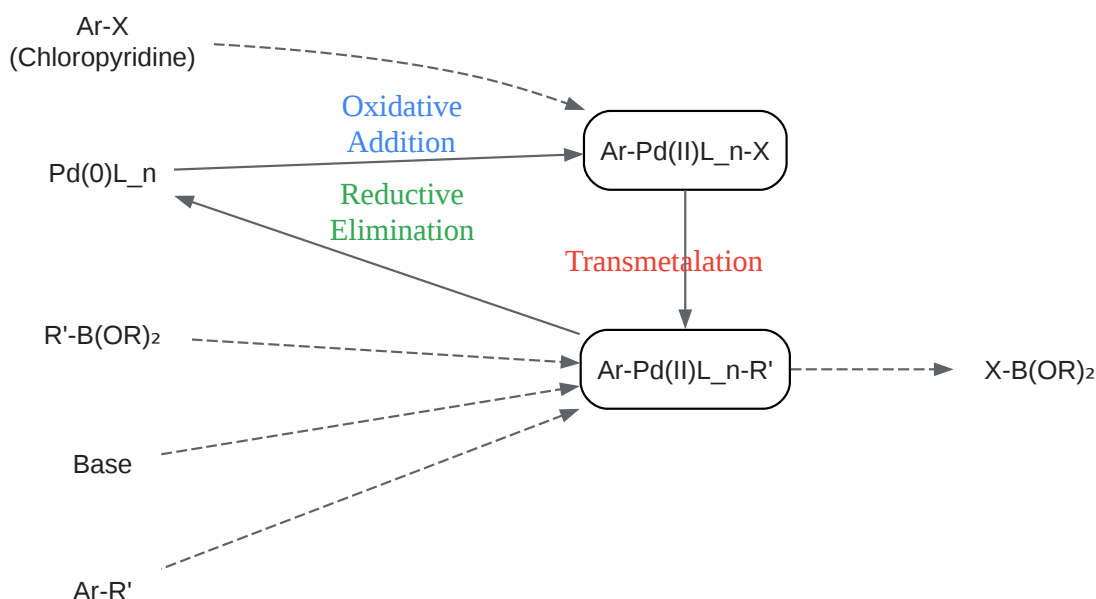 Ar-X
(Chloropyridine)
Oxidative
Addition
Ar-Pd(II)L_n-X
Pd(0)L_n
Reductive
Elimination
Transmetalation
R'-B(OR)₂
Ar-Pd(II)L_n-R'
X-B(OR)₂
Base
Ar-R'